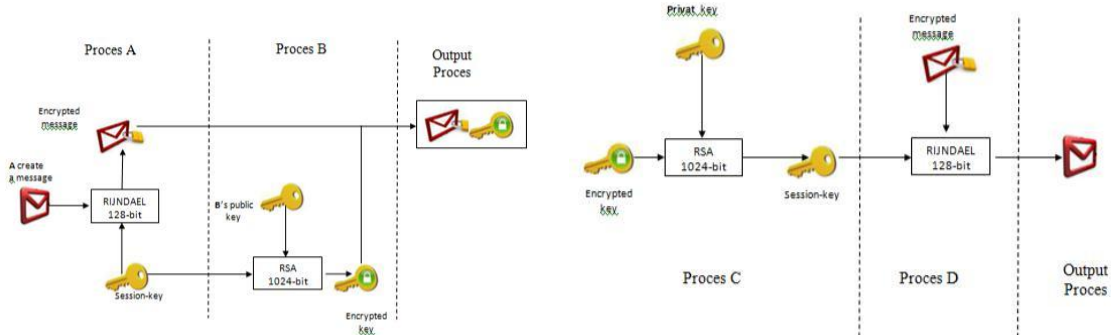 Proces A
Proces B
Output
Proces
Encrypted
message
A create
a message
RIJNDAEL
128-bit
B's public
key
RSA
1024-bit
Session-key
Encrypted
key
Privat key
RSA
1024-bit
Encrypted
key
Session-key
Proces C
Encrypted
message
RIJNDAEL
128-bit
Proces D
Output
Proces